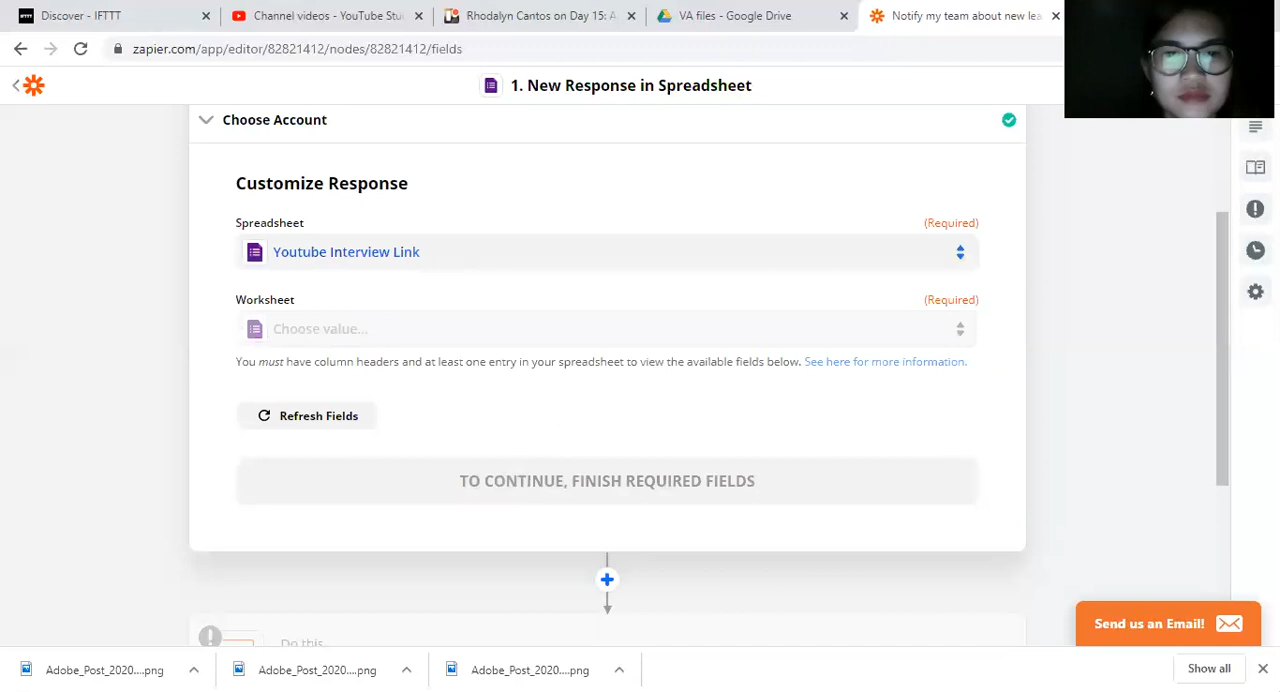 Discover - IFTTT
Channel videos - YouTube Stu
Rhodalyn Cantos on Day 15: A
VA files - Google Drive
Notify my team about new lea
zapier.com/app/editor/82821412/nodes/82821412/fields
1. New Response in Spreadsheet
Choose Account
Customize Response
Spreadsheet
(Required)
Youtube Interview Link
Worksheet
(Required)
Choose value...
You must have column headers and at least one entry in your spreadsheet to view the available fields below. See here for more information.
Refresh Fields
TO CONTINUE, FINISH REQUIRED FIELDS
Do this
Send us an Email!
Adobe_Post_2020....png
Adobe_Post_2020....png
Adobe_Post_2020....png
Show all